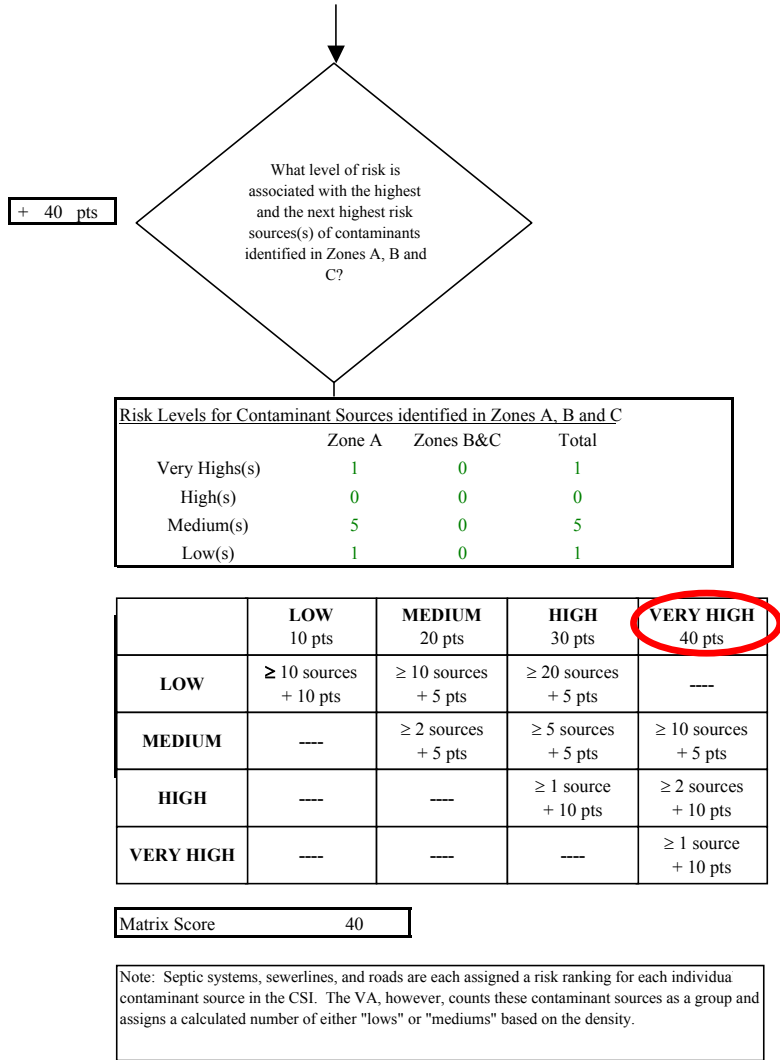 What level of risk is
associated with the highest
and the next highest risk
sources(s) of contaminants
identified in Zones A, B and
C?
+ 40 pts
Risk Levels for Contaminant Sources identified in Zones A, B and C
Zone A Zones B&C Total
Very Highs(s) 1 0 1
High(s) 0 0 0
Medium(s) 5 0 5
Low(s) 1 0 1
LOW MEDIUM HIGH VERY HIGH
10 pts 20 pts 30 pts 40 pts
LOW ≥ 10 sources ≥ 10 sources ≥ 20 sources ----
+ 10 pts + 5 pts + 5 pts
MEDIUM ---- ≥ 2 sources ≥ 5 sources ≥ 10 sources
+ 5 pts + 5 pts + 5 pts
HIGH ---- ---- ≥ 1 source ≥ 2 sources
+ 10 pts + 10 pts
VERY HIGH ---- ---- ---- ≥ 1 source
+ 10 pts
Matrix Score 40
Note: Septic systems, sewerlines, and roads are each assigned a risk ranking for each individua
contaminant source in the CSI. The VA, however, counts these contaminant sources as a group and
assigns a calculated number of either "lows" or "mediums" based on the density.